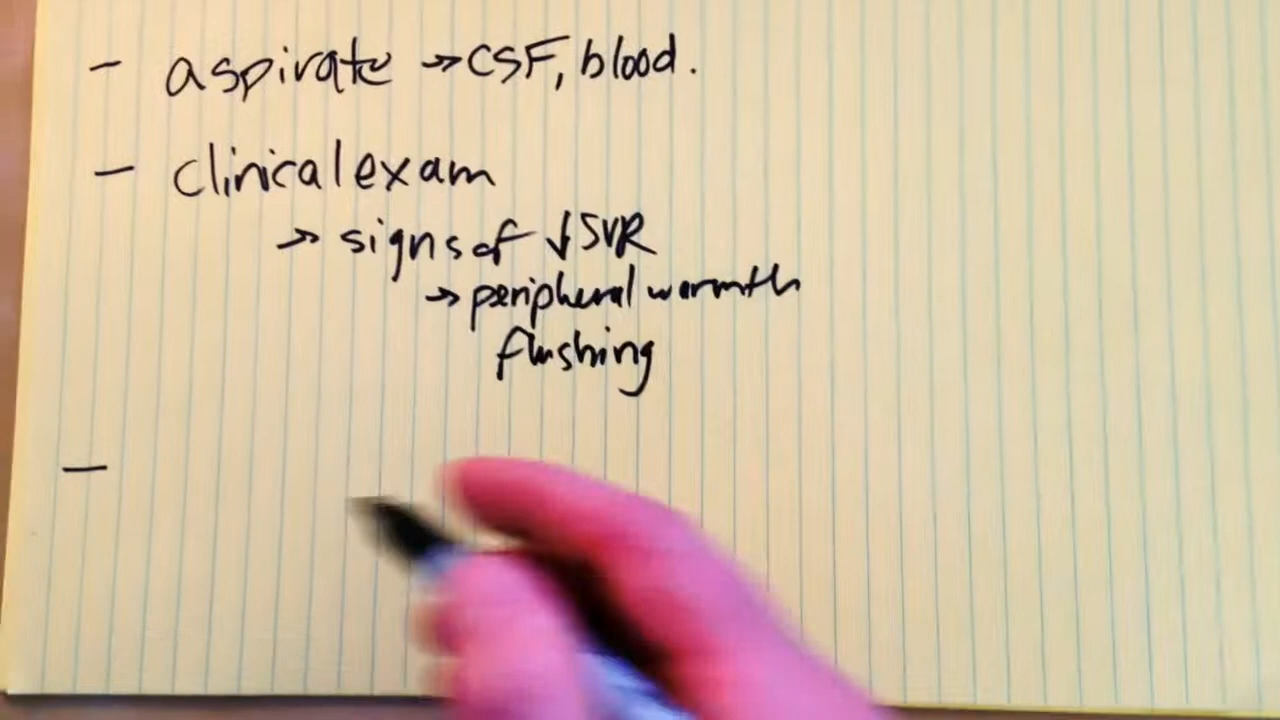 - aspirate → CSF, blood.
- clinical exam
→ signs of ↓ SVR
→ peripheral warmth
flushing
-